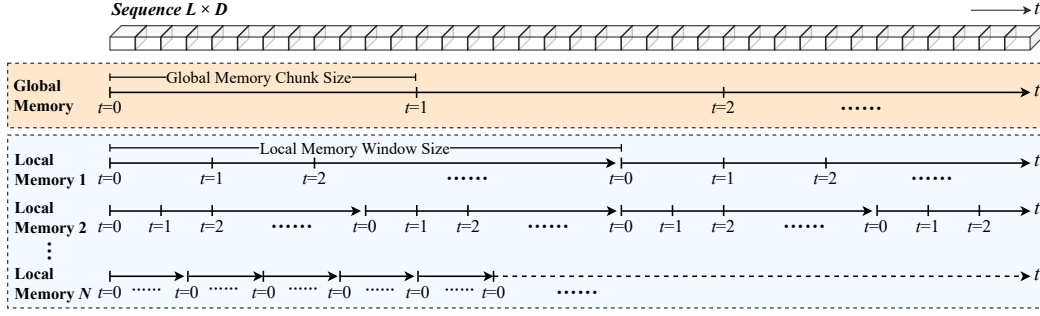 Sequence L × D
t
Global Memory Chunk Size
Global
Memory
t=0 t=1 t=2 ...... t
Local Memory Window Size
Local
Memory 1
t=0 t=1 t=2 ...... t=0 t=1 t=2 ...... t
Local
Memory 2
t=0 t=1 t=2 ...... t=0 t=1 t=2 ...... t=0 t=1 t=2 ...... t=0 t=1 t=2 t
⋮
Local
Memory N
t=0 ...... t=0 ...... t=0 ...... t=0 ...... t=0 ...... t=0 ...... t